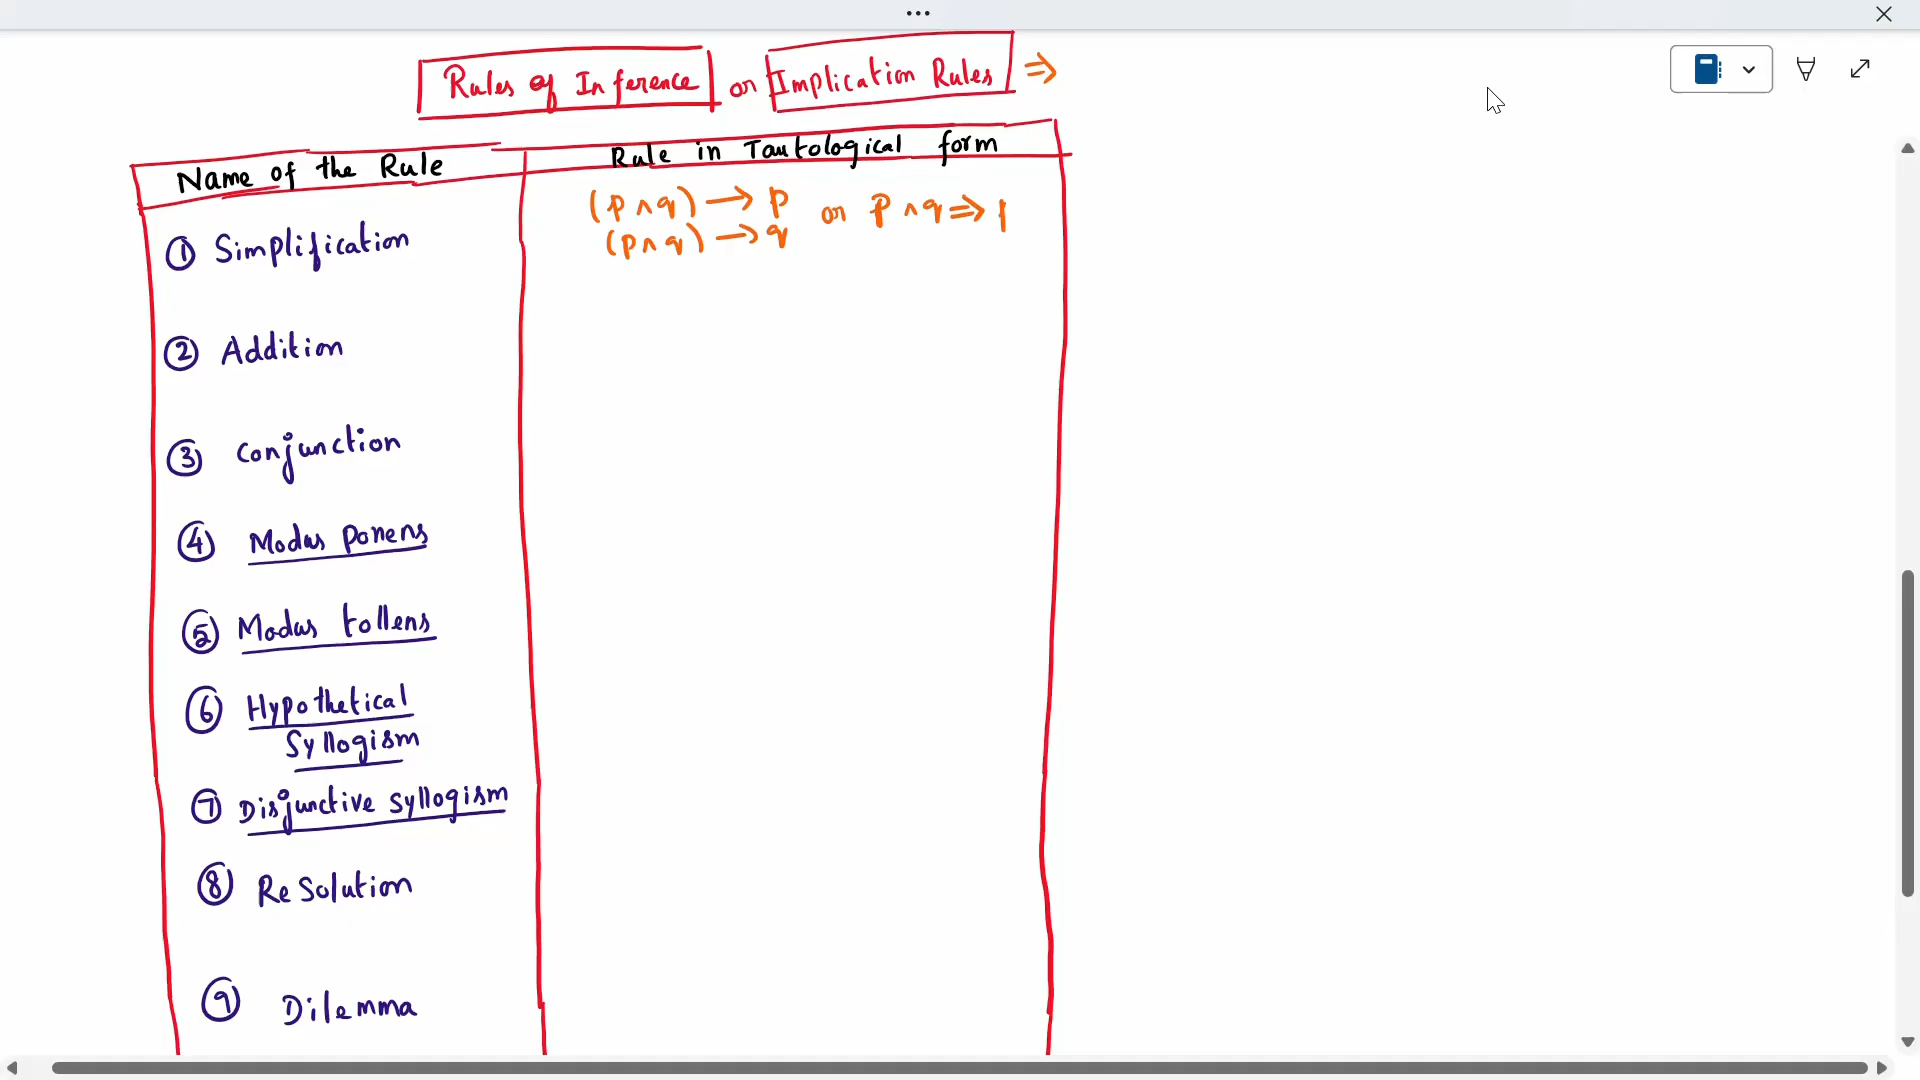 Rules of Inference or Implication Rules ⇒
Name of the Rule
Rule in Tautological form
① Simplification
(p ∧ q) → p or p ∧ q ⇒
(p ∧ q) → q
② Addition
③ Conjunction
④ Modus ponens
⑤ Modus tollens
⑥ Hypothetical
Syllogism
⑦ Disjunctive Syllogism
⑧ ReSolution
⑨ Dilemma